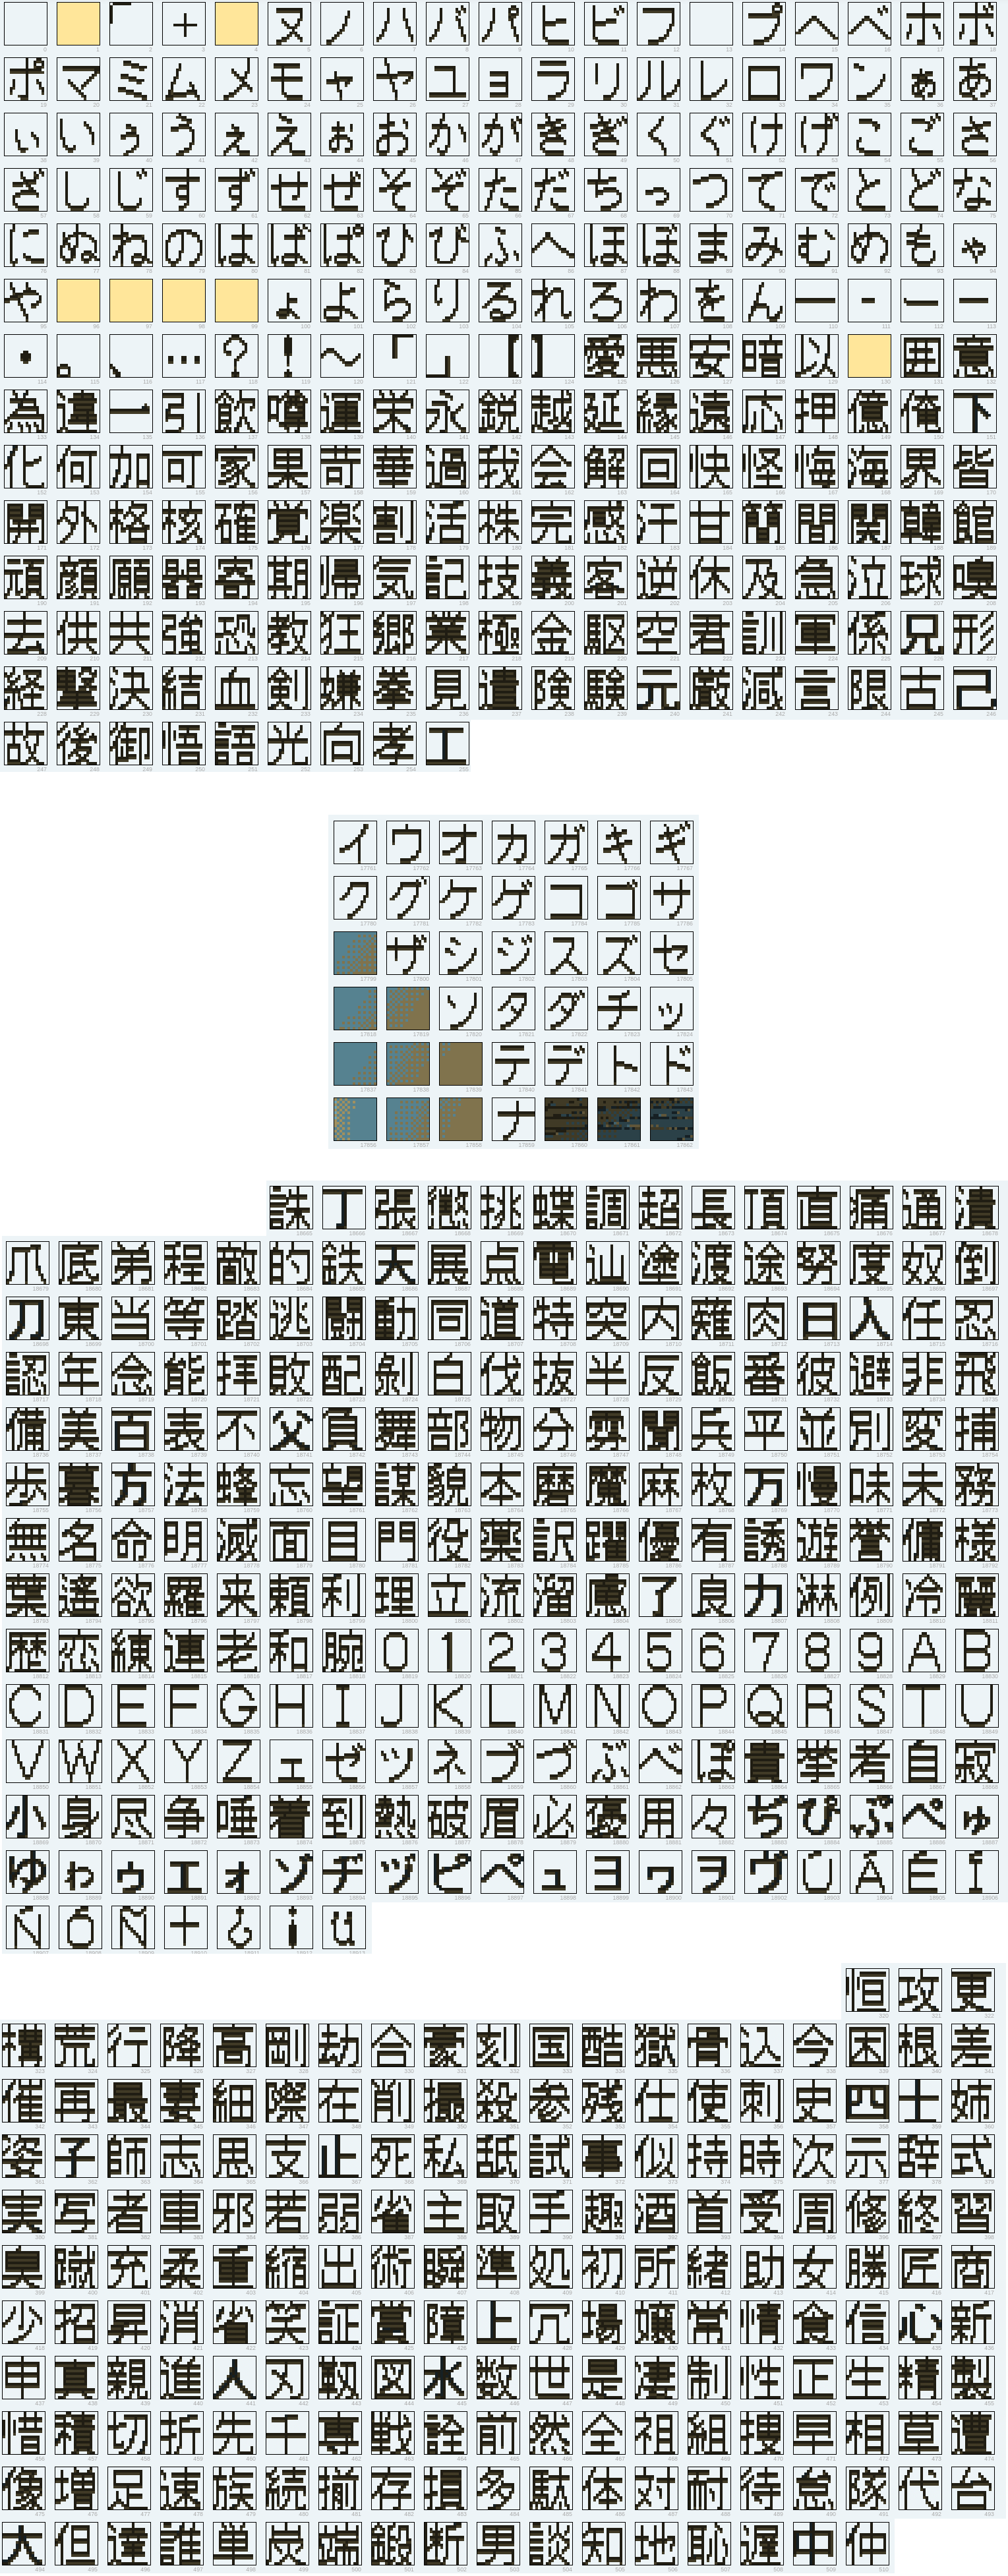 + ヌ ノ ハ バ パ ヒ ビ フ プ ヘ ベ ホ ボ
ポ マ ミ ム メ モ ャ ヤ ユ ョ ラ リ ル レ ロ ワ ン ぁ あ
ぃ い ぅ う ぇ え ぉ お か が き ぎ く ぐ け げ こ ご さ
ざ し じ す ず せ ぜ そ ぞ た だ ち っ つ て で と ど な
に ぬ ね の は ば ぱ ひ び ふ へ ほ ぼ ま み む め も ゃ
や ょ よ ら り る れ ろ わ を ん ー - ー ー
・ 。 、 … ? ! ~ 「 」 【 】 愛 悪 安 暗 以 囲 意
為 違 一 引 飲 噂 運 栄 永 鋭 越 延 縁 遠 応 押 億 俺 下
化 何 加 可 家 果 苛 華 過 我 会 解 回 快 怪 悔 海 界 皆
開 外 格 核 確 覚 楽 割 活 株 完 感 汗 甘 簡 間 関 韓 館
頑 顔 願 器 寄 期 帰 気 記 技 義 客 逆 休 及 急 泣 球 嗅
去 供 共 強 恐 教 狂 郷 業 極 金 駆 空 君 訓 軍 係 兄 形
経 撃 決 結 血 剣 嫌 拳 見 遣 険 験 元 厳 減 言 限 古 己
故 後 御 悟 語 光 向 孝 工
イ ウ オ カ ガ キ ギ
ク グ ケ ゲ コ ゴ サ
ザ シ ジ ス ズ セ
ソ タ ダ チ ッ
テ デ ト ド
ナ
誅 丁 張 懲 挑 蝶 調 超 長 頂 直 痛 通 潰
爪 底 弟 程 敵 的 鉄 天 展 点 電 辿 塗 渡 途 努 度 奴 倒
刀 東 当 等 踏 逃 闘 動 同 道 特 突 内 薙 肉 日 入 任 忍
認 年 念 能 拝 敗 配 剝 白 伐 抜 半 反 飯 番 彼 避 非 飛
備 美 百 表 不 父 負 舞 部 物 分 雰 聞 兵 平 並 別 変 捕
歩 暮 方 法 蜂 忘 望 謀 貌 本 磨 魔 麻 枚 万 慢 味 未 務
無 名 命 明 滅 面 目 門 役 薬 訳 躍 優 有 誘 遊 誉 傭 様
葉 遥 欲 羅 来 頼 利 理 立 流 溜 慮 了 良 力 淋 例 冷 麗
歴 恋 練 連 老 和 腕 0 1 2 3 4 5 6 7 8 9 A B
C D E F G H I J K L M N O P Q R S T U
V W X Y Z ェ ゼ ツ ネ ブ づ ぶ べ ぽ 貴 挙 考 自 寂
小 身 尽 争 唾 着 到 熱 破 眉 必 褒 用 々 ぢ ぴ ぷ ぺ ゅ
ゆ ゎ ゥ エ ォ ゾ ヂ ヅ ピ ペ ュ ヨ ヮ ヲ ヴ Ú Á É Í
Ñ Ó Ñ + ¿ ¡ ü
恒 攻 更
構 荒 行 降 高 剛 劫 合 豪 刻 国 酷 獄 骨 込 今 困 根 差
催 再 最 妻 細 際 在 削 撮 殺 参 残 仕 使 刺 史 四 士 姉
姿 子 師 志 思 支 止 死 私 舐 試 事 似 持 時 次 示 辞 式
実 写 者 車 邪 若 弱 雀 主 取 手 趣 酒 首 受 周 修 終 習
臭 蹴 充 柔 重 縮 出 術 瞬 準 処 初 所 緒 助 女 勝 匠 商
少 招 昇 消 省 笑 証 賞 障 上 冗 場 嬢 常 情 食 信 心 新
申 真 親 進 人 刃 靱 図 水 数 世 是 凄 制 性 正 生 精 製
惜 積 切 折 先 千 専 戦 詮 前 然 全 祖 組 捜 早 相 草 遭
像 増 足 速 族 続 揃 存 損 多 駄 体 対 耐 待 怠 隊 代 台
大 但 達 誰 単 炭 端 鍛 断 男 談 知 地 恥 遅 中 仲